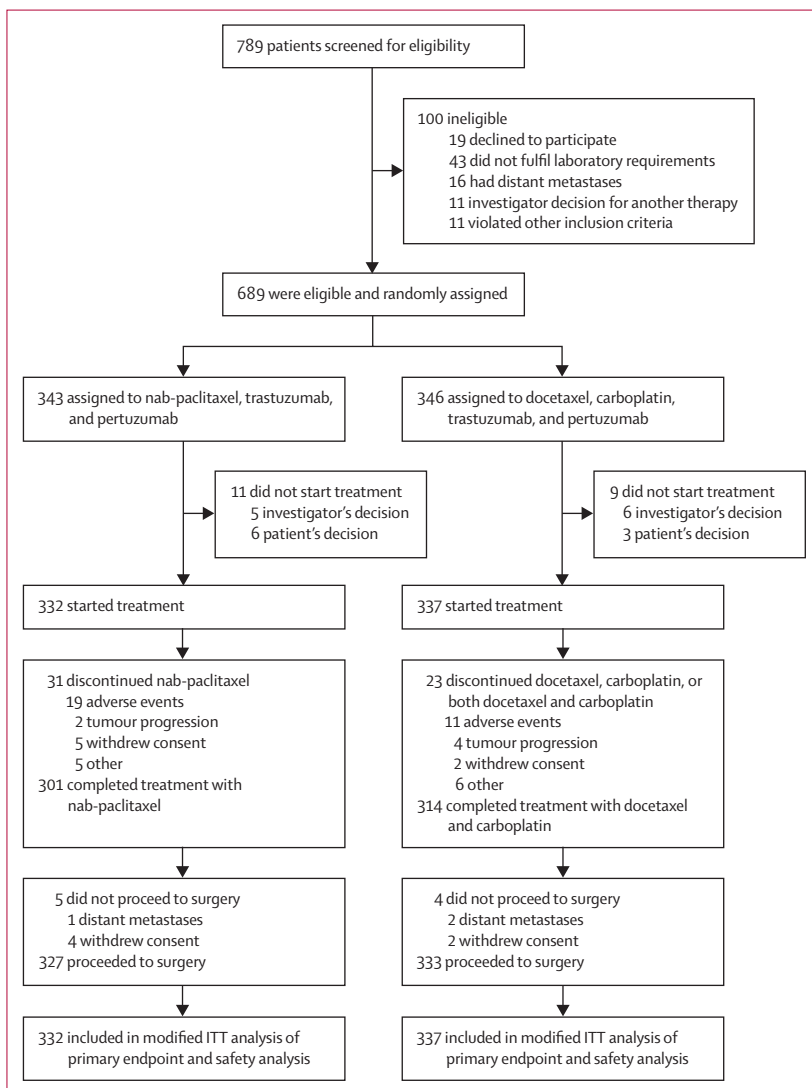 789 patients screened for eligibility
100 ineligible
19 declined to participate
43 did not fulfil laboratory requirements
16 had distant metastases
11 investigator decision for another therapy
11 violated other inclusion criteria
689 were eligible and randomly assigned
343 assigned to nab-paclitaxel, trastuzumab,
and pertuzumab
346 assigned to docetaxel, carboplatin,
trastuzumab, and pertuzumab
11 did not start treatment
5 investigator's decision
6 patient's decision
9 did not start treatment
6 investigator's decision
3 patient's decision
332 started treatment
337 started treatment
31 discontinued nab-paclitaxel
19 adverse events
2 tumour progression
5 withdrew consent
5 other
301 completed treatment with
nab-paclitaxel
23 discontinued docetaxel, carboplatin, or
both docetaxel and carboplatin
11 adverse events
4 tumour progression
2 withdrew consent
6 other
314 completed treatment with docetaxel
and carboplatin
5 did not proceed to surgery
1 distant metastases
4 withdrew consent
327 proceeded to surgery
4 did not proceed to surgery
2 distant metastases
2 withdrew consent
333 proceeded to surgery
332 included in modified ITT analysis of
primary endpoint and safety analysis
337 included in modified ITT analysis of
primary endpoint and safety analysis